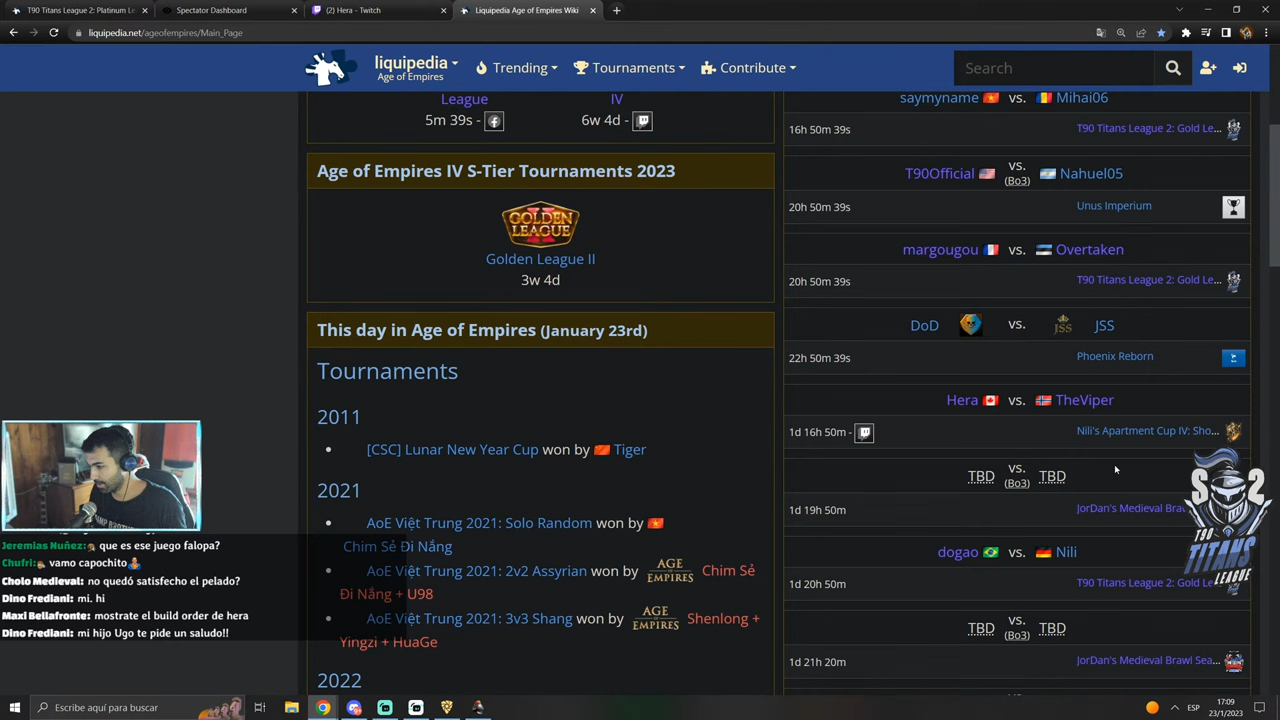 T90 Titans League 2: Platinum Le
Spectator Dashboard
(2) Hera - Twitch
Liquipedia Age of Empires Wiki
liquipedia.net/ageofempires/Main_Page
liquipedia
Age of Empires
Trending
Tournaments
Contribute
Search
League
IV
5m 39s -
6w 4d -
Age of Empires IV S-Tier Tournaments 2023
GOLDEN
LEAGUE
Golden League II
3w 4d
This day in Age of Empires (January 23rd)
Tournaments
2011
[CSC] Lunar New Year Cup won by Tiger
2021
AoE Việt Trung 2021: Solo Random won by
Chim Sẻ Đi Nắng
AoE Việt Trung 2021: 2v2 Assyrian won by AGE EMPIRES Chim Sẻ
Đi Nắng + U98
AoE Việt Trung 2021: 3v3 Shang won by AGE EMPIRES Shenlong +
Yingzi + HuaGe
2022
saymyname vs. Mihai06
16h 50m 39s T90 Titans League 2: Gold Le...
T90Official vs. (Bo3) Nahuel05
20h 50m 39s Unus Imperium
margougou vs. Overtaken
20h 50m 39s T90 Titans League 2: Gold Le...
DoD vs. JSS JSS
22h 50m 39s Phoenix Reborn
Hera vs. TheViper
1d 16h 50m - Nili's Apartment Cup IV: Sho...
TBD vs. (Bo3) TBD
1d 19h 50m JorDan's Medieval Bra
dogao vs. Nili
1d 20h 50m T90 Titans League 2: Gold Le
TBD vs. (Bo3) TBD
1d 21h 20m JorDan's Medieval Brawl Sea...
S 2
T90
TITANS
LEAGUE
Jeremias Nuñez: que es ese juego falopa?
Chufri: vamo capochito
Cholo Medieval: no quedó satisfecho el pelado?
Dino Frediani: mi. hi
Maxi Bellafronte: mostrate el build order de hera
Dino Frediani: mi hijo Ugo te pide un saludo!!
Escribe aquí para buscar
ESP
17:09
23/1/2023